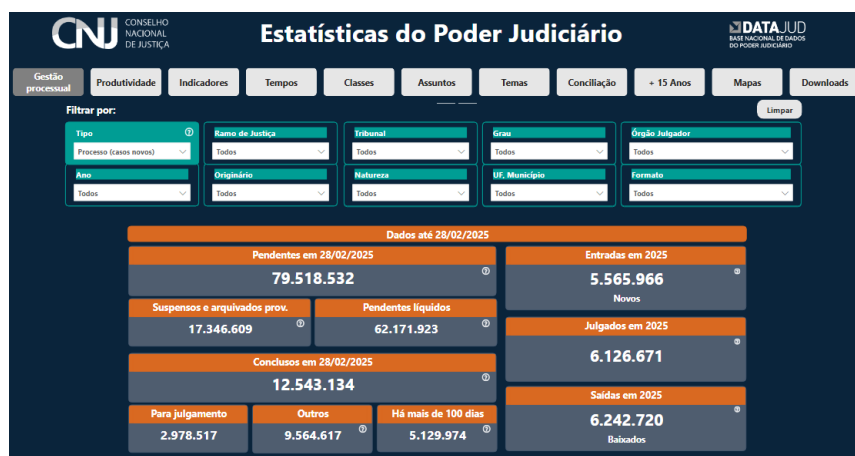 CNJ CONSELHO NACIONAL DE JUSTIÇA
Estatísticas do Poder Judiciário
DATAJUD
BASE NACIONAL DE DADOS
DO PODER JUDICIÁRIO
Gestão processual Produtividade Indicadores Tempos Classes Assuntos Temas Conciliação + 15 Anos Mapas Downloads
Filtrar por: Limpar
Tipo Ramo de Justiça Tribunal Grau Órgão Julgador
Processo (casos novos) Todos Todos Todos Todos
Ano Originário Natureza UF, Município Formato
Todos Todos Todos Todos Todos
Dados até 28/02/2025
Pendentes em 28/02/2025
79.518.532
Suspensos e arquivados prov. Pendentes líquidos
17.346.609 62.171.923
Conclusos em 28/02/2025
12.543.134
Para julgamento Outros Há mais de 100 dias
2.978.517 9.564.617 5.129.974
Entradas em 2025
5.565.966
Novos
Julgados em 2025
6.126.671
Saídas em 2025
6.242.720
Baixados